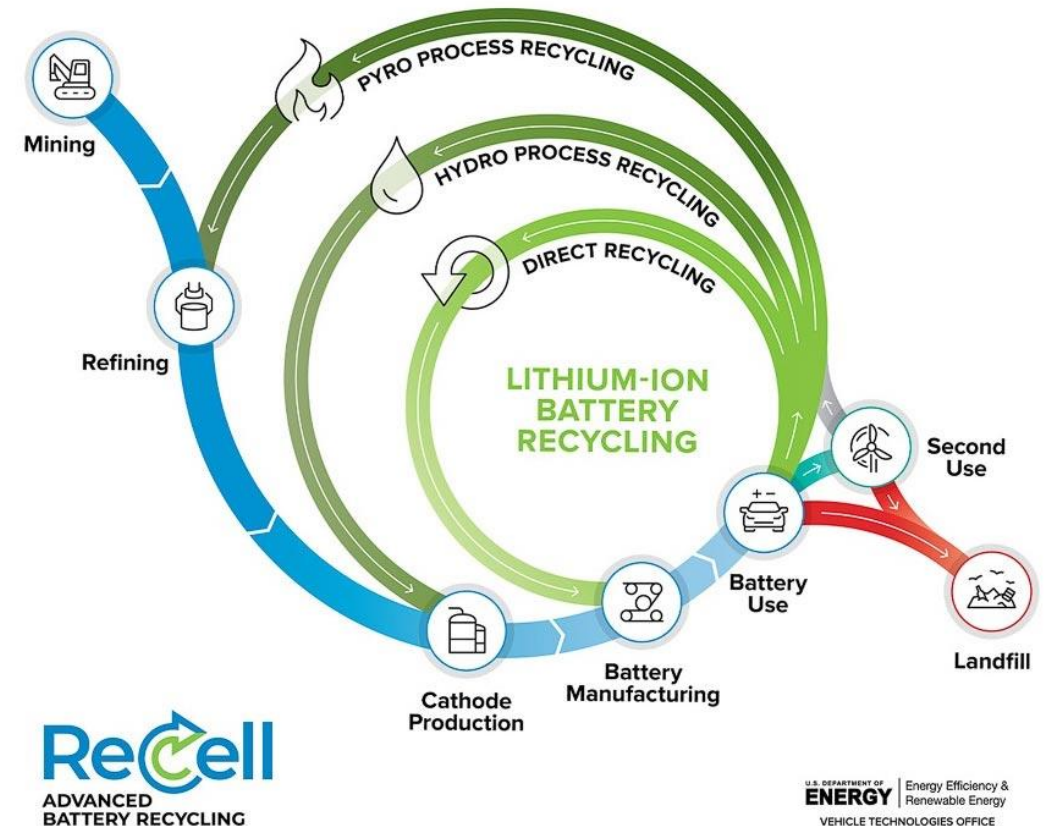 PYRO PROCESS RECYCLING
Mining
HYDRO PROCESS RECYCLING
DIRECT RECYCLING
Refining
LITHIUM-ION
BATTERY
RECYCLING
Second
Use
Battery
Use
Landfill
Battery
Manufacturing
Cathode
Production
+ −
ReCell
ADVANCED
BATTERY RECYCLING
U.S. DEPARTMENT OF
ENERGY
Energy Efficiency &
Renewable Energy
VEHICLE TECHNOLOGIES OFFICE